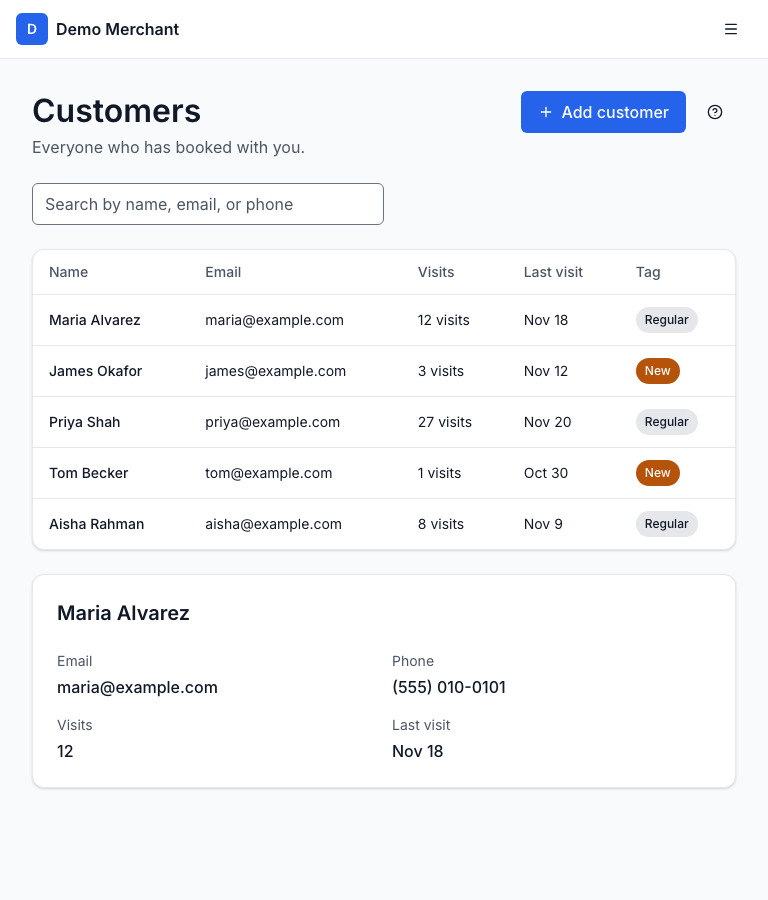 D Demo Merchant
Customers
Add customer
Everyone who has booked with you.
Search by name, email, or phone
Name Email Visits Last visit Tag
Maria Alvarez maria@example.com 12 visits Nov 18 Regular
James Okafor james@example.com 3 visits Nov 12 New
Priya Shah priya@example.com 27 visits Nov 20 Regular
Tom Becker tom@example.com 1 visits Oct 30 New
Aisha Rahman aisha@example.com 8 visits Nov 9 Regular
Maria Alvarez
Email Phone
maria@example.com (555) 010-0101
Visits Last visit
12 Nov 18